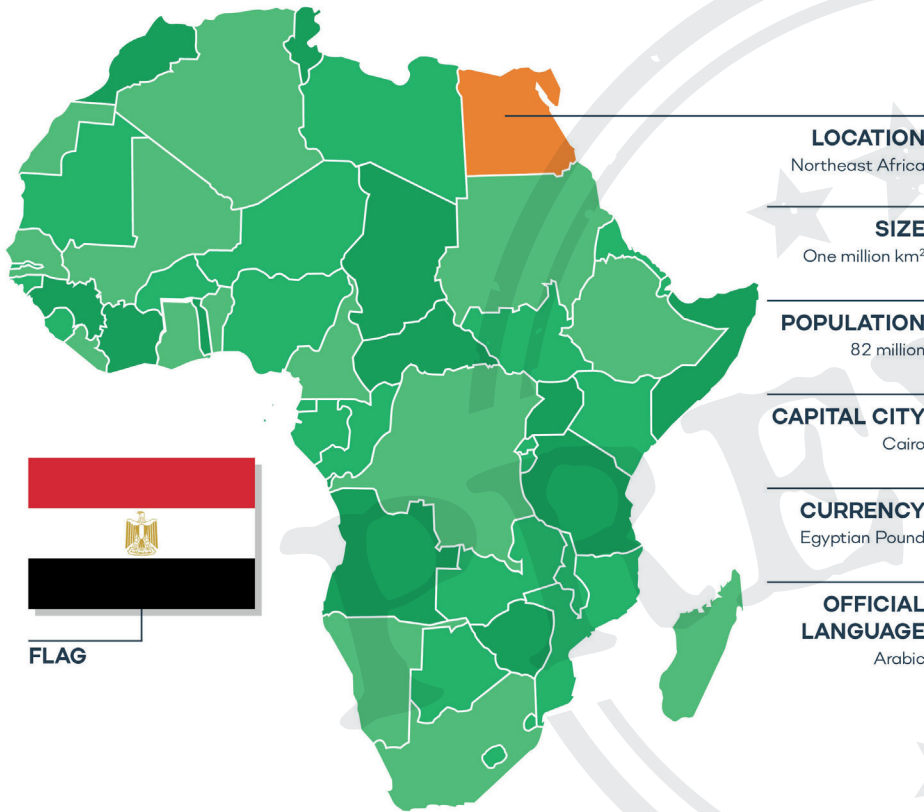 LOCATION
Northeast Africa
SIZE
One million km²
POPULATION
82 million
CAPITAL CITY
Cairo
CURRENCY
Egyptian Pound
OFFICIAL
LANGUAGE
Arabic
FLAG
PRE